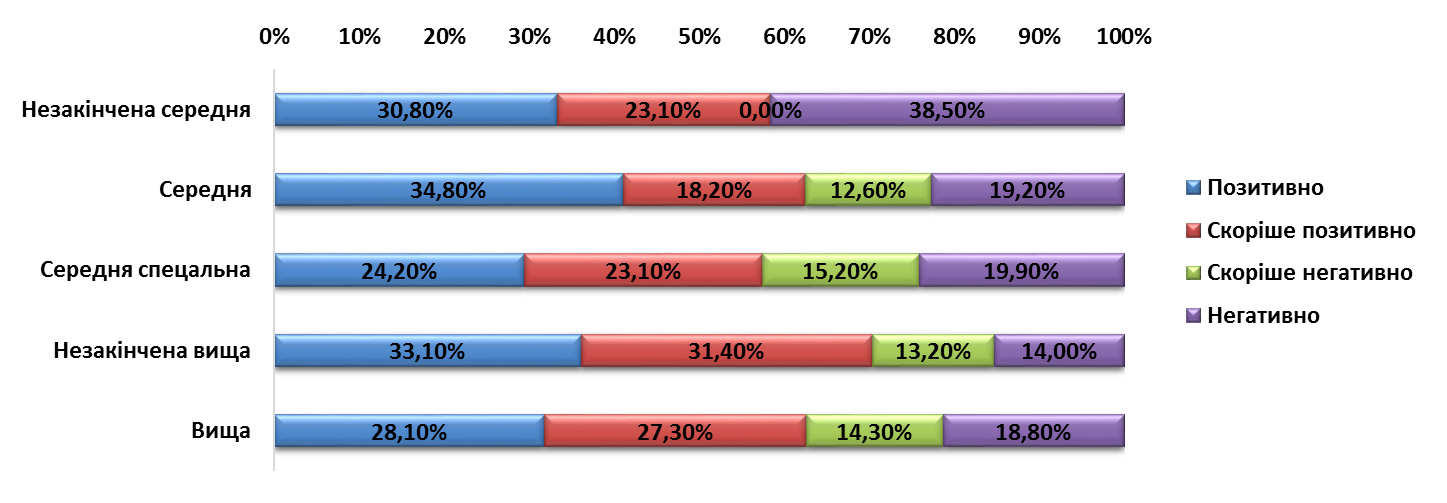 0% 10% 20% 30% 40% 50% 60% 70% 80% 90% 100%
Незакінчена середня 30,80% 23,10% 0,00% 38,50%
Середня 34,80% 18,20% 12,60% 19,20%
Середня спецальна 24,20% 23,10% 15,20% 19,90%
Незакінчена вища 33,10% 31,40% 13,20% 14,00%
Вища 28,10% 27,30% 14,30% 18,80%
Позитивно
Скоріше позитивно
Скоріше негативно
Негативно